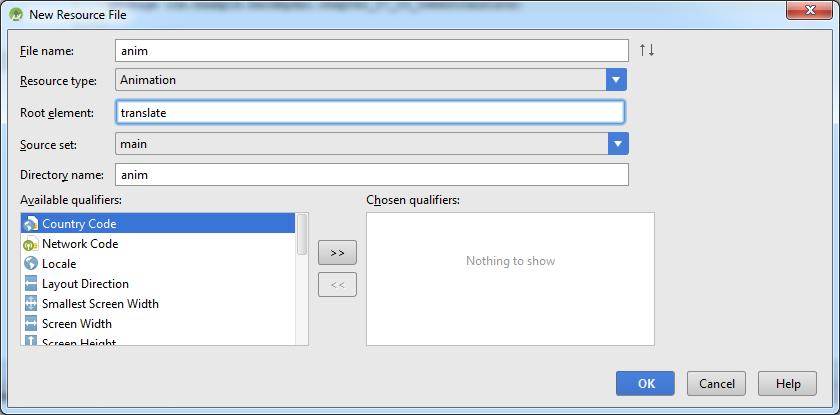 New Resource File
File name: anim
Resource type: Animation
Root element: translate
Source set: main
Directory name: anim
Available qualifiers: Chosen qualifiers:
Country Code
Network Code
Locale
Layout Direction
Smallest Screen Width
Screen Width
Screen Height
>>
<<
Nothing to show
OK Cancel Help